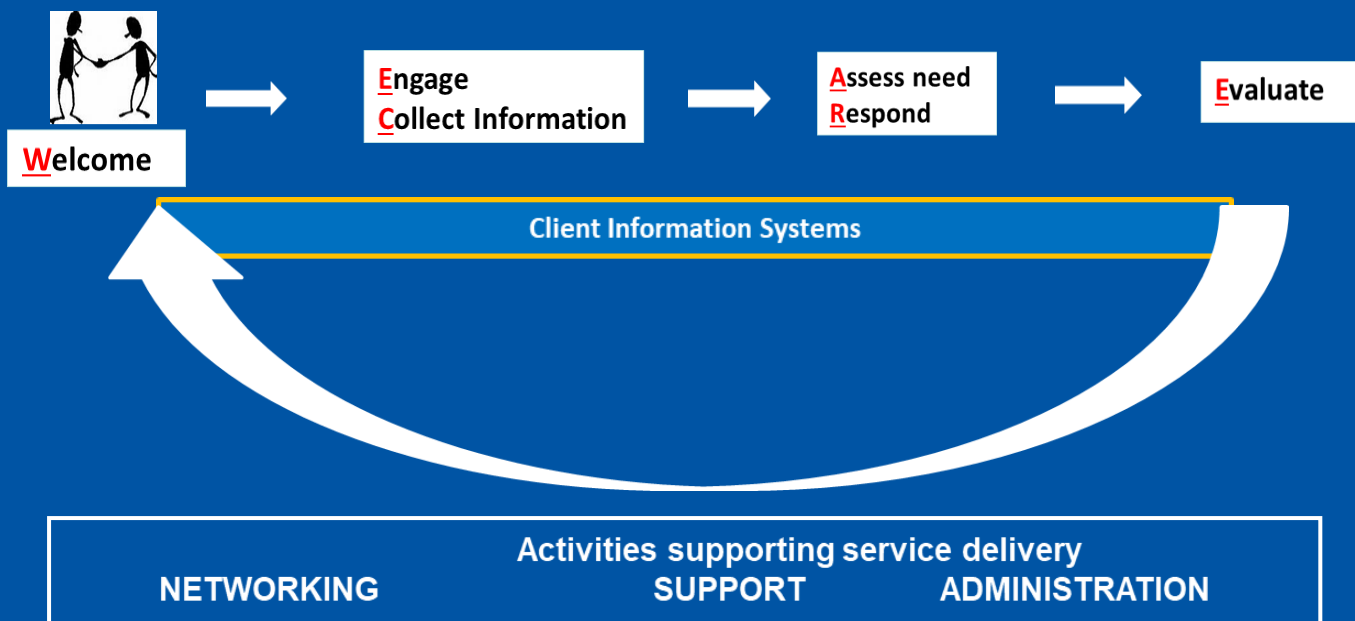 Welcome
Engage
Collect Information
Assess need
Respond
Evaluate
Client Information Systems
Activities supporting service delivery
NETWORKING SUPPORT ADMINISTRATION